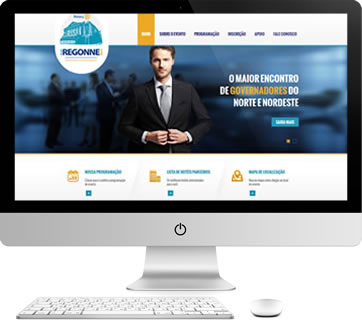 Rotary
REGONNE
HOME SOBRE O EVENTO PROGRAMAÇÃO INSCRIÇÃO APOIO FALE CONOSCO
O MAIOR ENCONTRO
DE GOVERNADORES DO
NORTE E NORDESTE
SAIBA MAIS
NOSSA PROGRAMAÇÃO
LISTA DE HOTÉIS PARCEIROS
MAPA DE LOCALIZAÇÃO